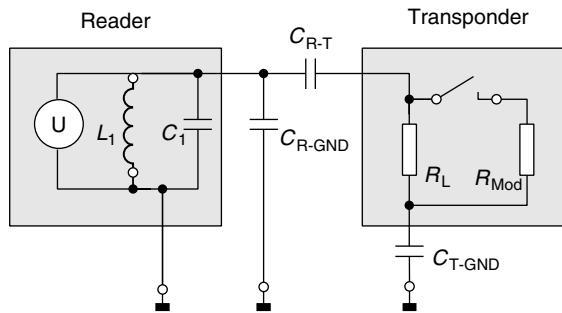 Reader
Transponder
C_R-T
U
L_1
C_1
C_R-GND
R_L
R_Mod
C_T-GND